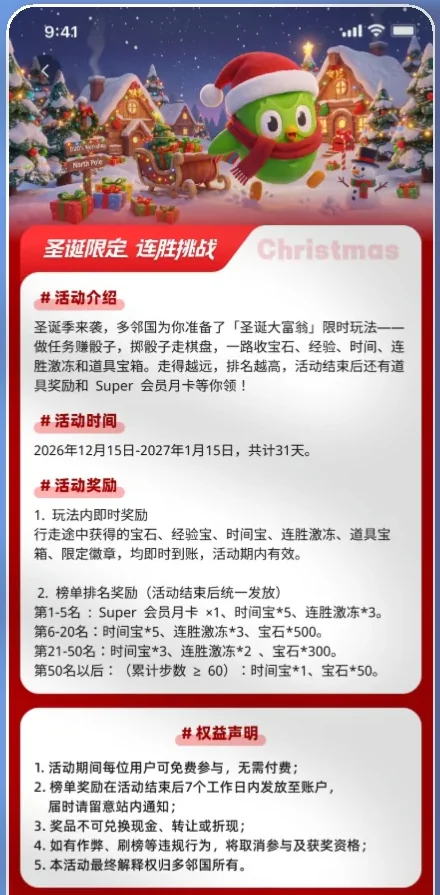 9:41
North Pole
圣诞限定 连胜挑战
Christmas
# 活动介绍
圣诞季来袭，多邻国为你准备了「圣诞大富翁」限时玩法——
做任务赚骰子，掷骰子走棋盘，一路收宝石、经验、时间、连
胜激冻和道具宝箱。走得越远，排名越高，活动结束后还有道
具奖励和 Super 会员月卡等你领！
# 活动时间
2026年12月15日-2027年1月15日，共计31天。
# 活动奖励
1. 玩法内即时奖励
行走途中获得的宝石、经验宝、时间宝、连胜激冻、道具宝
箱、限定徽章，均即时到账，活动期内有效。
2. 榜单排名奖励（活动结束后统一发放）
第1-5名 : Super 会员月卡 ×1、时间宝*5、连胜激冻*3。
第6-20名：时间宝*5、连胜激冻*3、宝石*500。
第21-50名：时间宝*3、连胜激冻*2 、宝石*300。
第50名以后：（累计步数 ≥ 60）：时间宝*1、宝石*50。
# 权益声明
1. 活动期间每位用户可免费参与，无需付费；
2. 榜单奖励在活动结束后7个工作日内发放至账户，
届时请留意站内通知；
3. 奖品不可兑换现金、转让或折现；
4. 如有作弊、刷榜等违规行为，将取消参与及获奖资格；
5. 本活动最终解释权归多邻国所有。